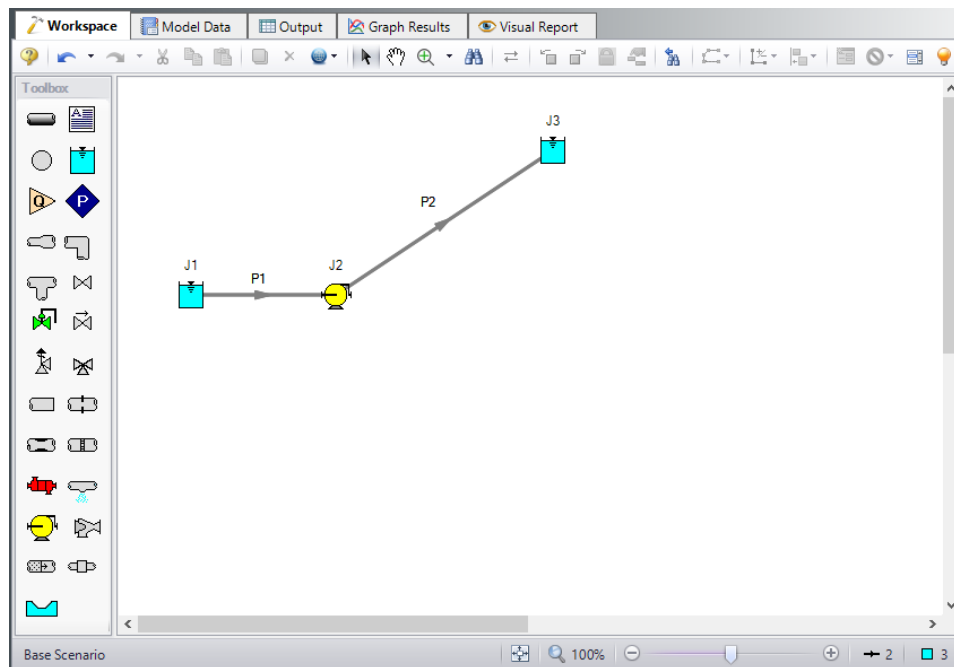 Workspace Model Data Output Graph Results Visual Report
Toolbox
A
Q P
J3
P2
J1 P1 J2
Base Scenario 100% 2 3